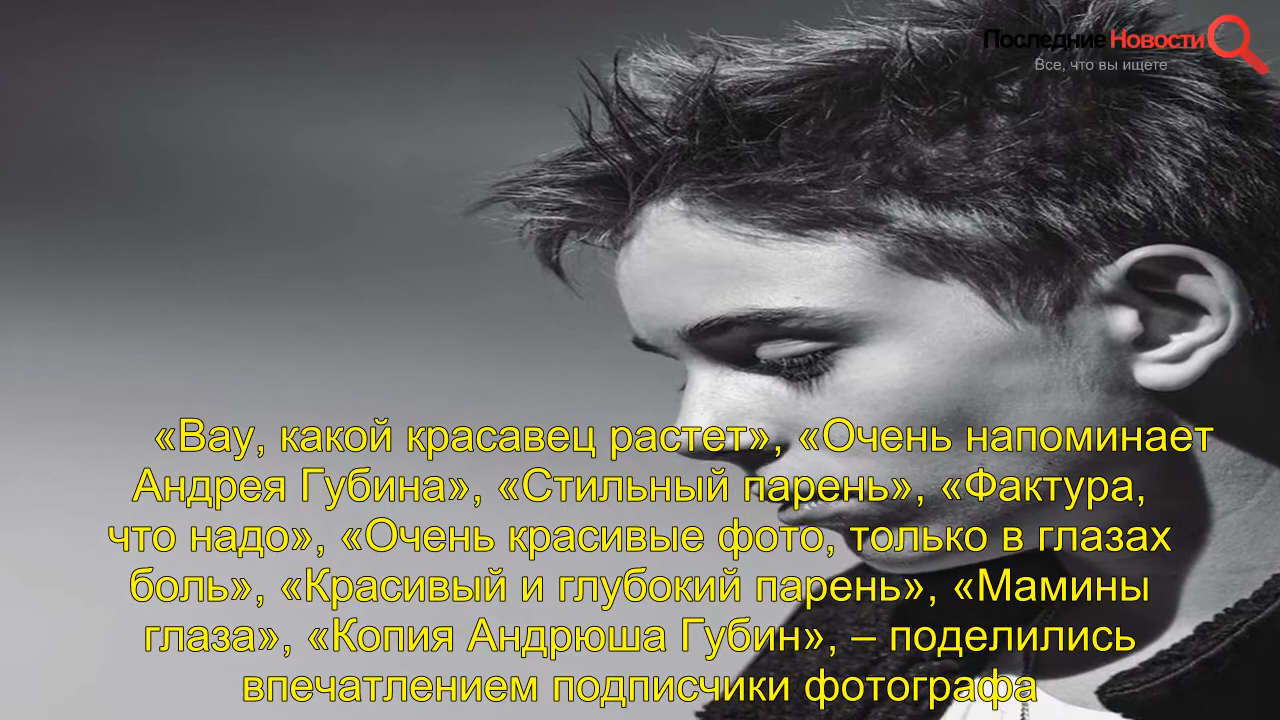 Последние Новости
Все, что вы ищете
«Вау, какой красавец растет», «Очень напоминает
Андрея Губина», «Стильный парень», «Фактура,
что надо», «Очень красивые фото, только в глазах
боль», «Красивый и глубокий парень», «Мамины
глаза», «Копия Андрюша Губин», – поделились
впечатлением подписчики фотографа